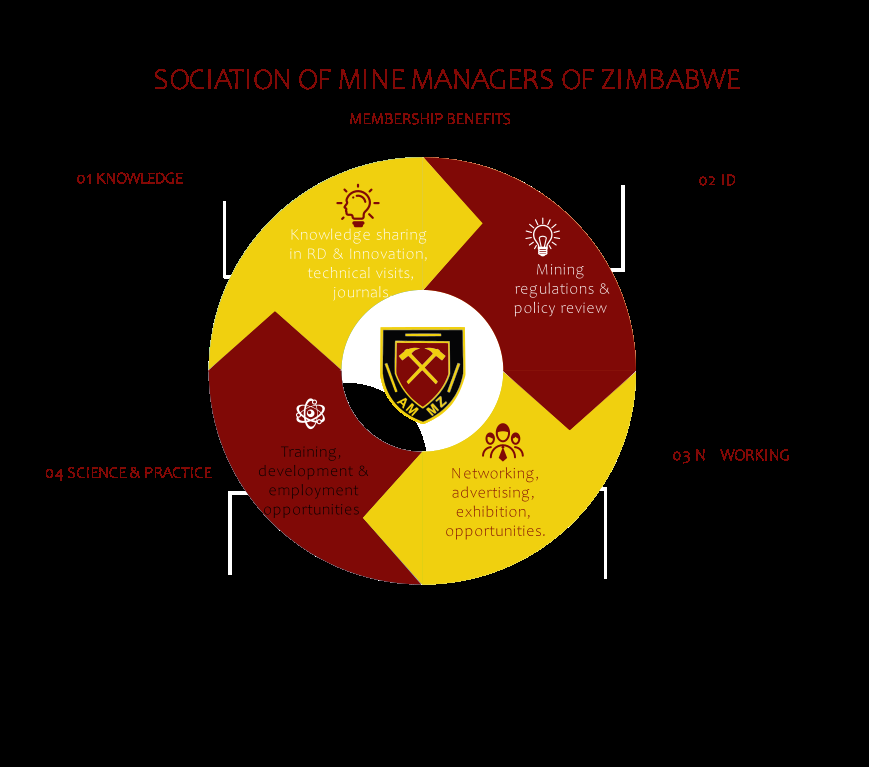 SOCIATION OF MINE MANAGERS OF ZIMBABWE
MEMBERSHIP BENEFITS
01 KNOWLEDGE
Knowledge sharing
in RD & Innovation,
technical visits,
journals
02 ID
Mining
regulations &
policy review
03 N WORKING
Networking,
advertising,
exhibition,
opportunities.
04 SCIENCE & PRACTICE
Training,
development &
employment
opportunities
AM MZ